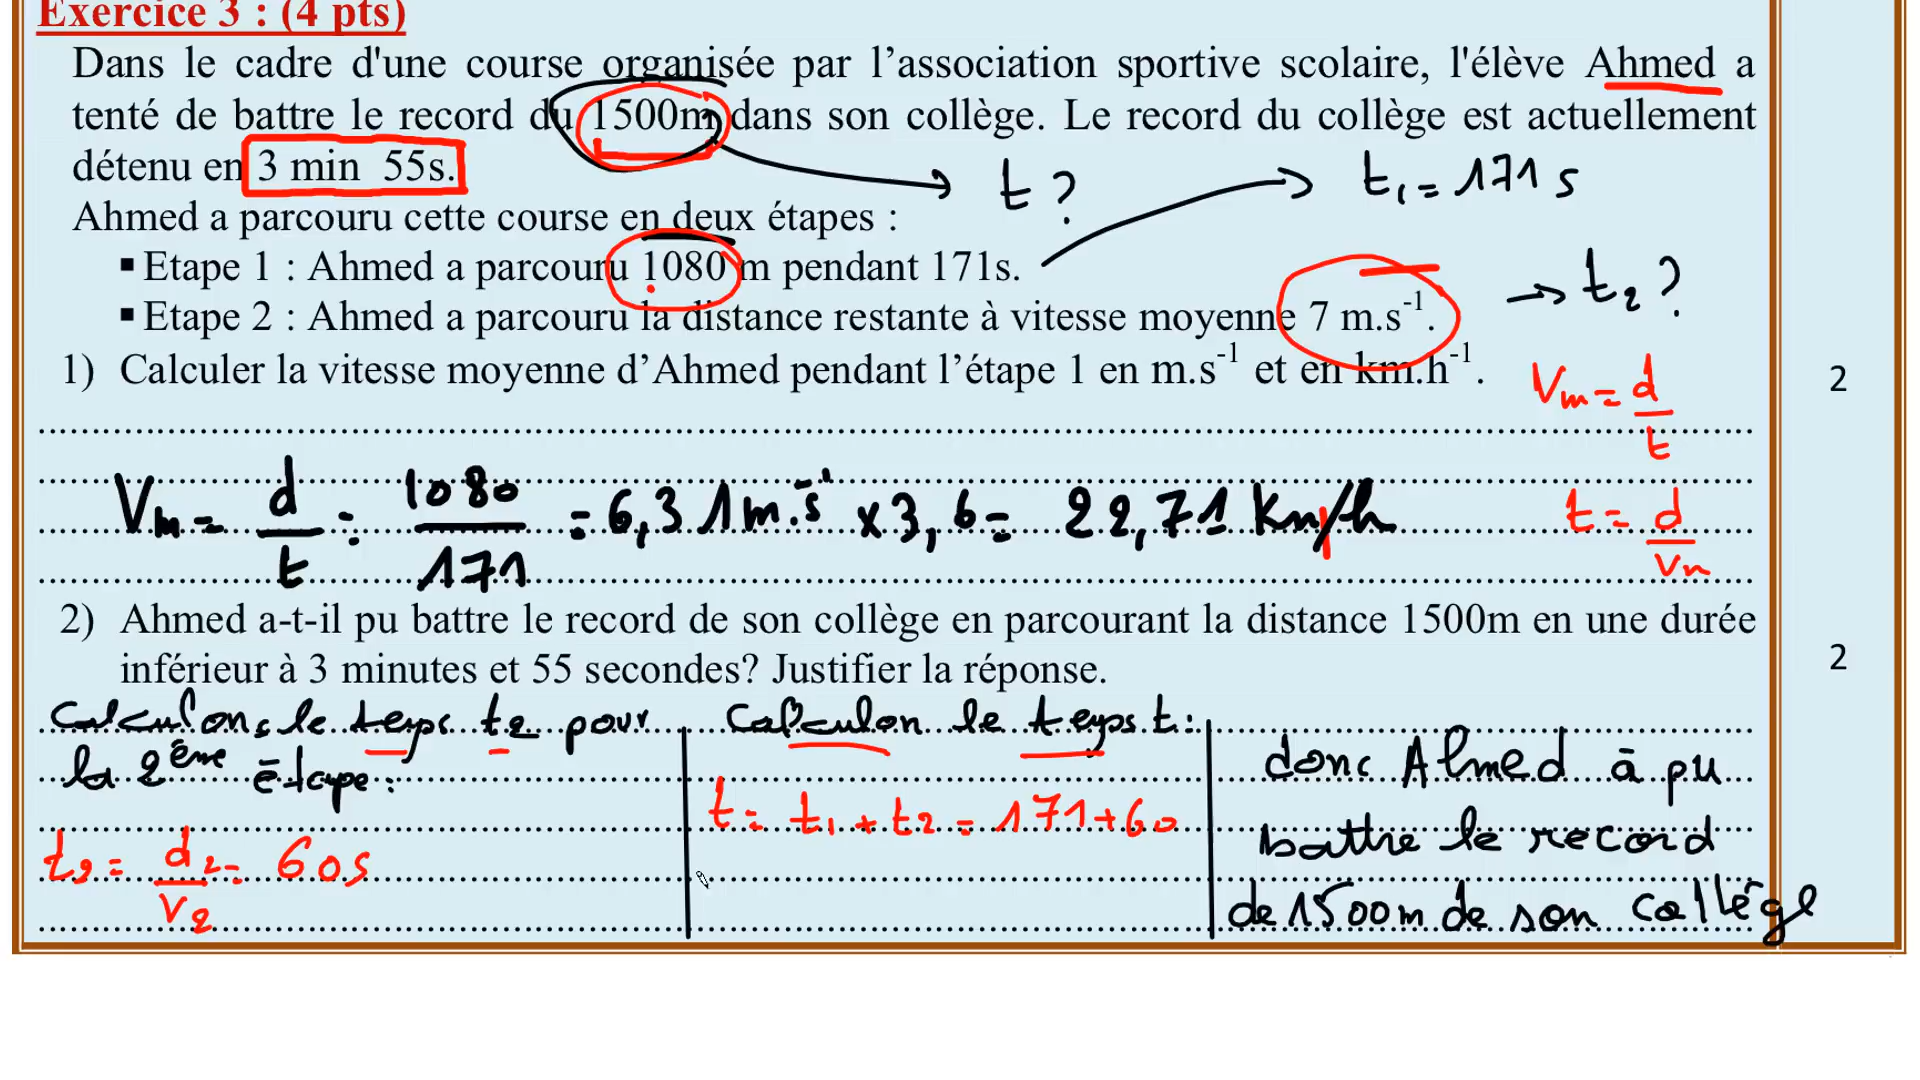 Exercice 3 : (4 pts)
Dans le cadre d'une course organisée par l’association sportive scolaire, l'élève Ahmed a
tenté de battre le record du 1500m dans son collège. Le record du collège est actuellement
détenu en 3 min 55s.
t ?
t₁ = 171 s
Ahmed a parcouru cette course en deux étapes :
▪ Etape 1 : Ahmed a parcouru 1080 m pendant 171s.
▪ Etape 2 : Ahmed a parcouru la distance restante à vitesse moyenne 7 m.s⁻¹.
→ t₂ ?
1) Calculer la vitesse moyenne d’Ahmed pendant l’étape 1 en m.s⁻¹ et en km.h⁻¹.
2
Vm = d/t
Vm = d/t = 1080/171 = 6,31 m.s⁻¹ x 3,6 = 22,71 Km/h
t = d/Vm
2) Ahmed a-t-il pu battre le record de son collège en parcourant la distance 1500m en une durée
inférieur à 3 minutes et 55 secondes? Justifier la réponse.
2
Calculons le temps t2 pour
la 2ème étape :
t2 = d2/V2 = 60s
Calculon le temps t :
t = t1 + t2 = 171+60
donc Ahmed à pu
battre le record
de 1500m de son collége